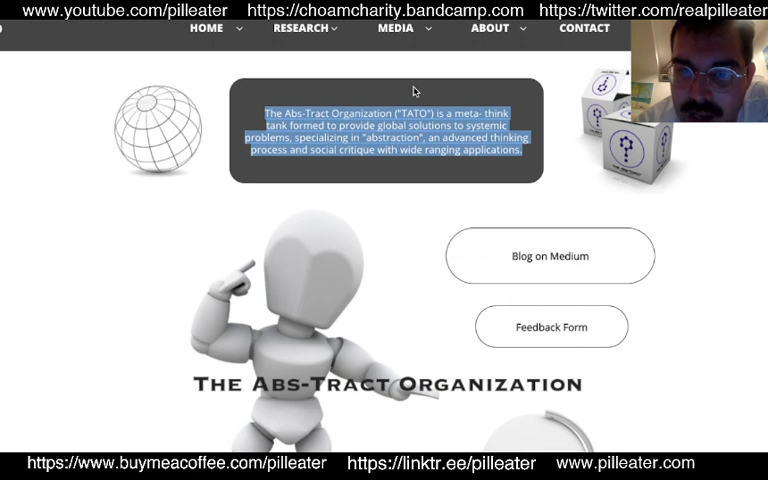 www.youtube.com/pilleater https://choamcharity.bandcamp.com https://twitter.com/realpilleater
HOME RESEARCH MEDIA ABOUT CONTACT
The Abs-Tract Organization ("TATO") is a meta- think
tank formed to provide global solutions to systemic
problems, specializing in "abstraction", an advanced thinking
process and social critique with wide ranging applications.
Blog on Medium
Feedback Form
THE ABS-TRACT ORGANIZATION
https://www.buymeacoffee.com/pilleater https://linktr.ee/pilleater www.pilleater.com